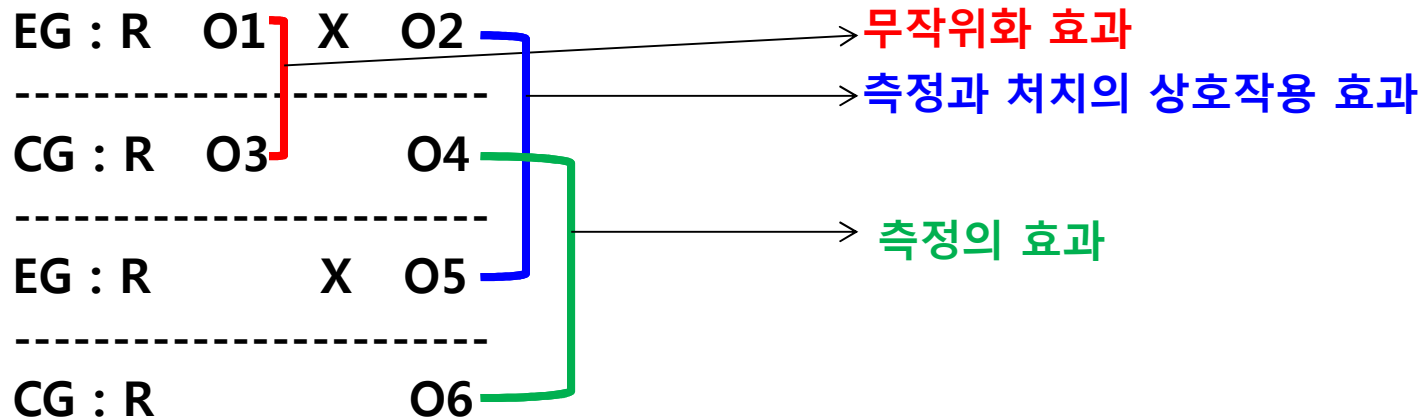 EG : R O1 X O2
무작위화 효과
------------------------
측정과 처치의 상호작용 효과
CG : R O3 O4
------------------------
측정의 효과
EG : R X O5
------------------------
CG : R O6